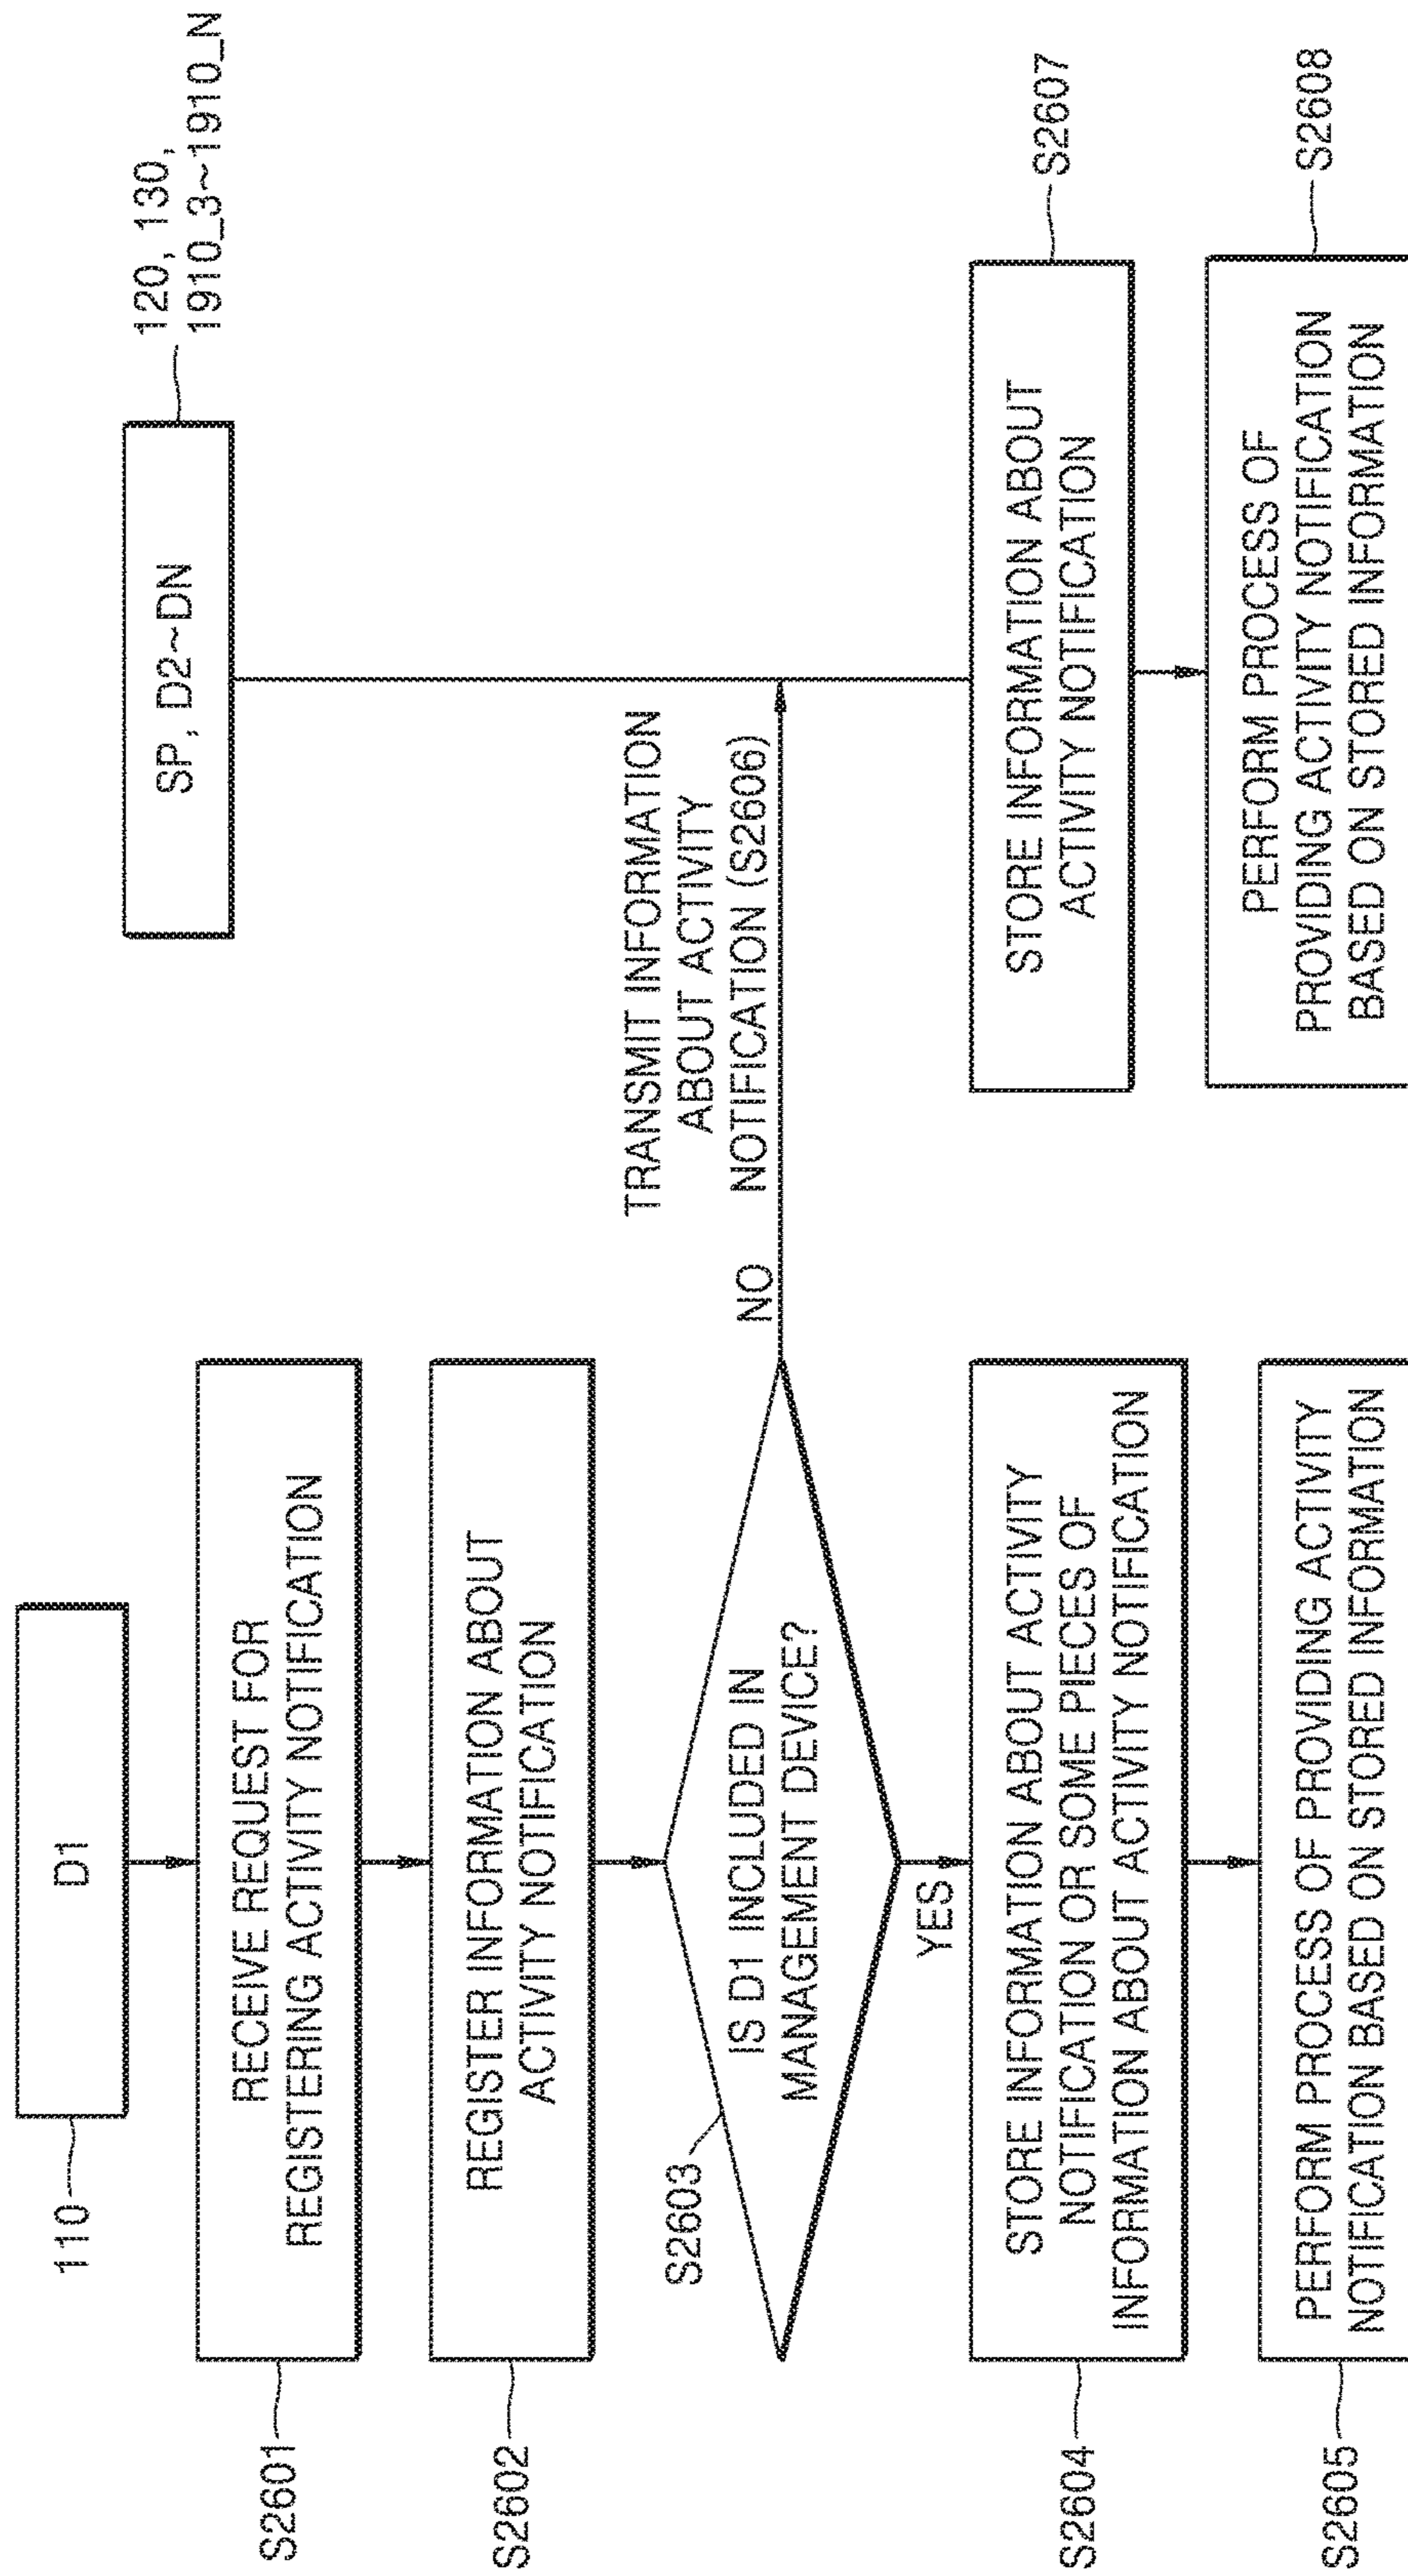 110
D1
SP, D2~DN
120, 130,
1910_3~1910_N
S2601
RECEIVE REQUEST FOR
REGISTERING ACTIVITY NOTIFICATION
S2602
REGISTER INFORMATION ABOUT
ACTIVITY NOTIFICATION
S2603
IS D1 INCLUDED IN
MANAGEMENT DEVICE?
NO
TRANSMIT INFORMATION
ABOUT ACTIVITY
NOTIFICATION (S2606)
YES
S2604
STORE INFORMATION ABOUT ACTIVITY
NOTIFICATION OR SOME PIECES OF
INFORMATION ABOUT ACTIVITY NOTIFICATION
STORE INFORMATION ABOUT
ACTIVITY NOTIFICATION
S2607
S2605
PERFORM PROCESS OF PROVIDING ACTIVITY
NOTIFICATION BASED ON STORED INFORMATION
PERFORM PROCESS OF
PROVIDING ACTIVITY NOTIFICATION
BASED ON STORED INFORMATION
S2608